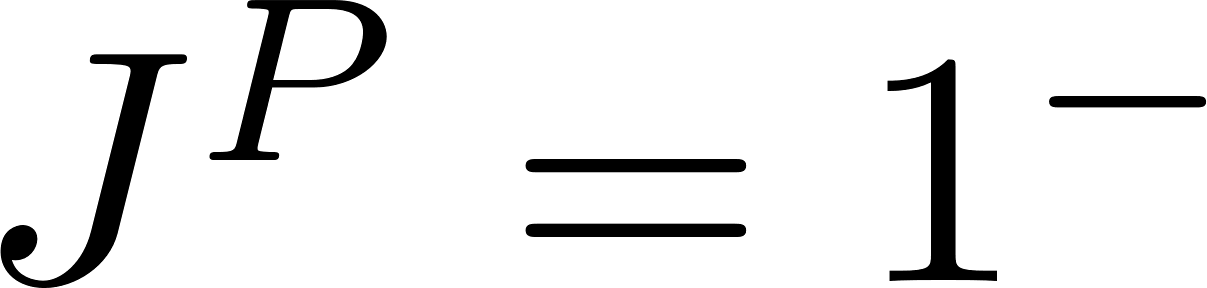 J^P = 1^-